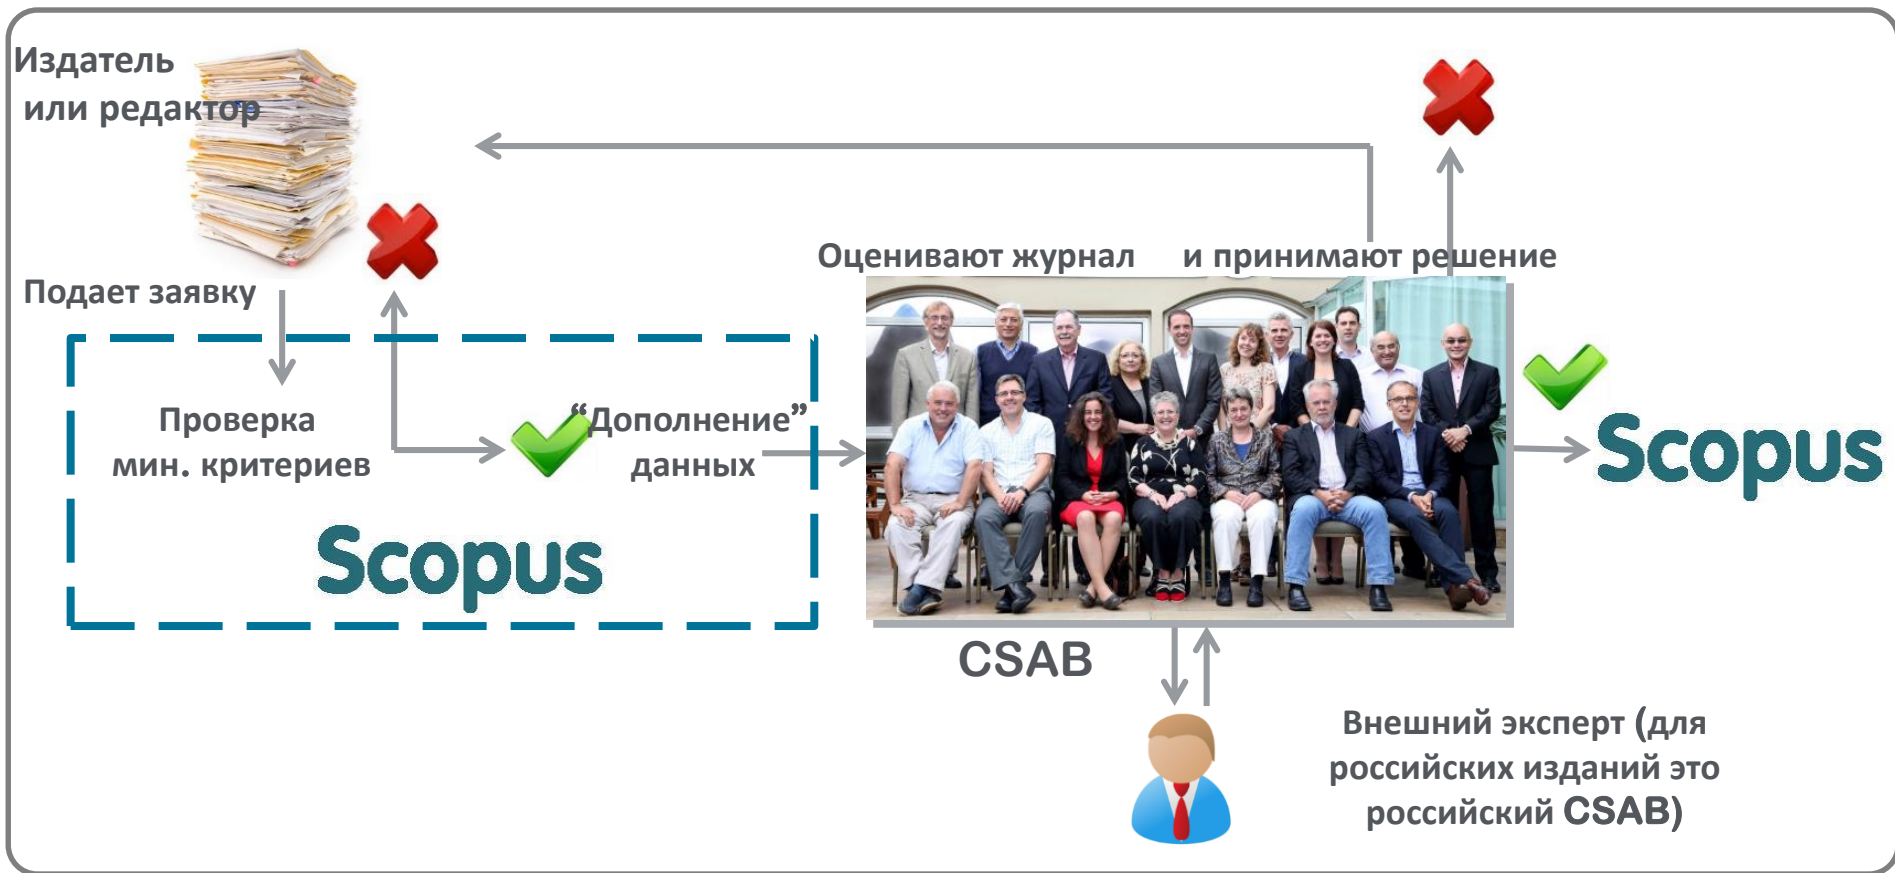 Издатель
или редактор
Подает заявку
Проверка
мин. критериев
“Дополнение”
данных
Scopus
Оценивают журнал и принимают решение
CSAB
Scopus
Внешний эксперт (для
российских изданий это
российский CSAB)